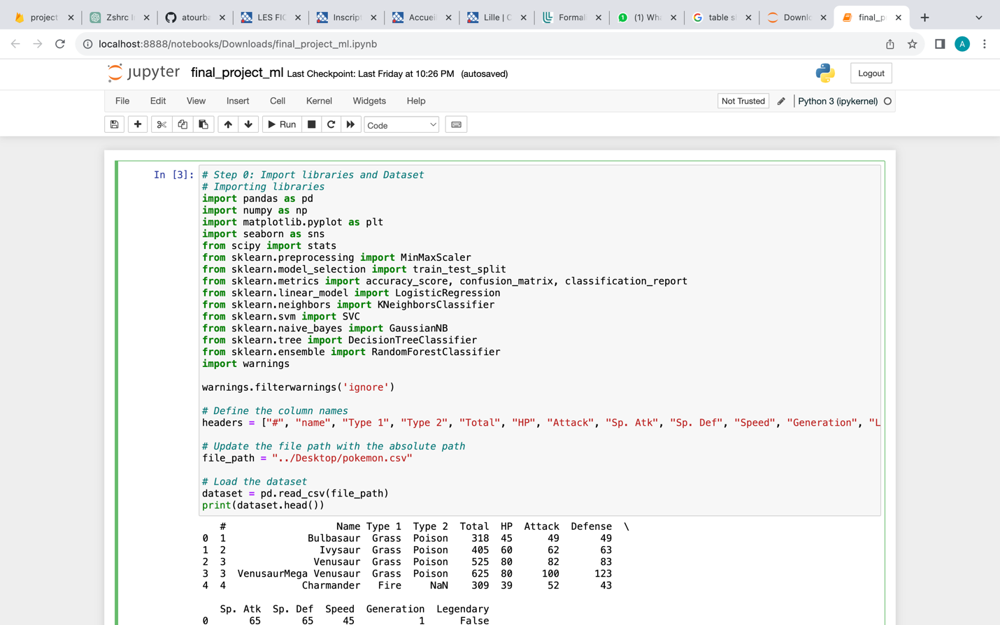 project
Zshrc I
atourba
LES FIC
Inscrip
Accuei
Lille | C
Formal
(1) Wh
table s
Downlo
final_p
localhost:8888/notebooks/Downloads/final_project_ml.ipynb
A
jupyter final_project_ml Last Checkpoint: Last Friday at 10:26 PM (autosaved)
Logout
File Edit View Insert Cell Kernel Widgets Help
Not Trusted
Python 3 (ipykernel)
Run
Code
In [3]:
# Step 0: Import libraries and Dataset
# Importing libraries
import pandas as pd
import numpy as np
import matplotlib.pyplot as plt
import seaborn as sns
from scipy import stats
from sklearn.preprocessing import MinMaxScaler
from sklearn.model_selection import train_test_split
from sklearn.metrics import accuracy_score, confusion_matrix, classification_report
from sklearn.linear_model import LogisticRegression
from sklearn.neighbors import KNeighborsClassifier
from sklearn.svm import SVC
from sklearn.naive_bayes import GaussianNB
from sklearn.tree import DecisionTreeClassifier
from sklearn.ensemble import RandomForestClassifier
import warnings
warnings.filterwarnings('ignore')
# Define the column names
headers = ["#", "name", "Type 1", "Type 2", "Total", "HP", "Attack", "Sp. Atk", "Sp. Def", "Speed", "Generation", "L
# Update the file path with the absolute path
file_path = "../Desktop/pokemon.csv"
# Load the dataset
dataset = pd.read_csv(file_path)
print(dataset.head())
# Name Type 1 Type 2 Total HP Attack Defense \
0 1 Bulbasaur Grass Poison 318 45 49 49
1 2 Ivysaur Grass Poison 405 60 62 63
2 3 Venusaur Grass Poison 525 80 82 83
3 3 VenusaurMega Venusaur Grass Poison 625 80 100 123
4 4 Charmander Fire NaN 309 39 52 43
Sp. Atk Sp. Def Speed Generation Legendary
0 65 65 45 1 False